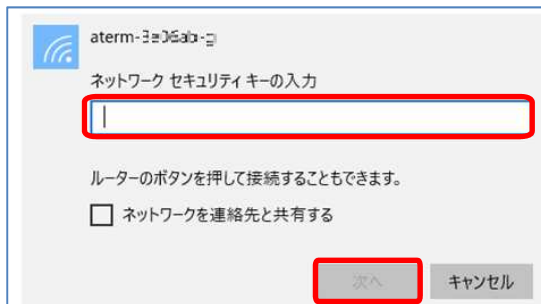 ネットワーク セキュリティ キーの入力
ルーターのボタンを押して接続することもできます。
ネットワークを連絡先と共有する
次へ
キャンセル